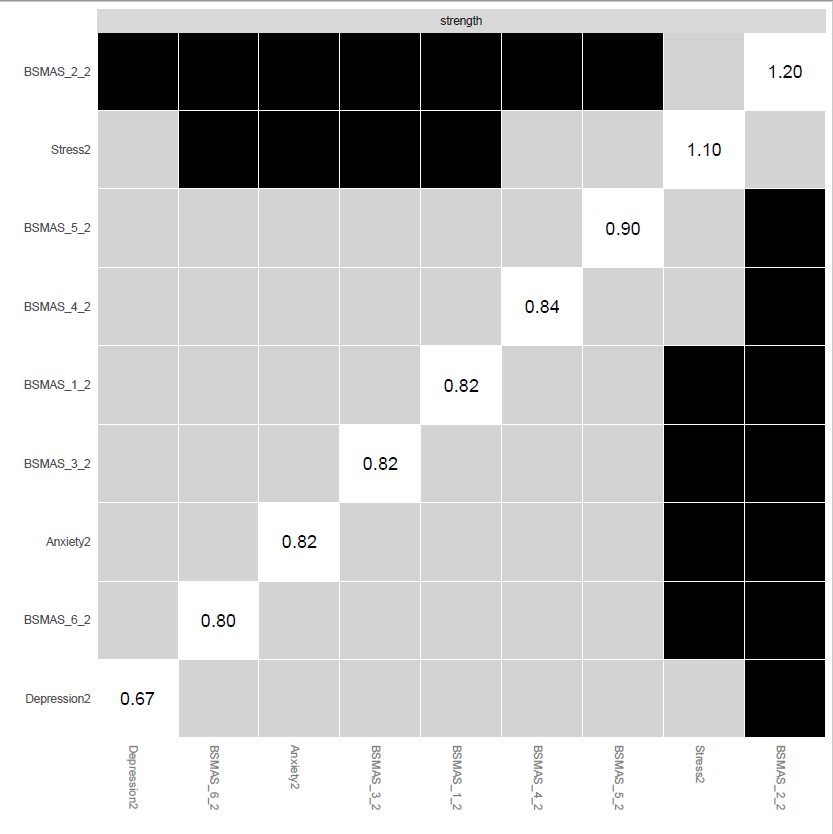 strength
BSMAS_2_2
1.20
Stress2
1.10
BSMAS_5_2
0.90
BSMAS_4_2
0.84
BSMAS_1_2
0.82
BSMAS_3_2
0.82
Anxiety2
0.82
BSMAS_6_2
0.80
Depression2
0.67
Depression2
BSMAS_6_2
Anxiety2
BSMAS_3_2
BSMAS_1_2
BSMAS_4_2
BSMAS_5_2
Stress2
BSMAS_2_2